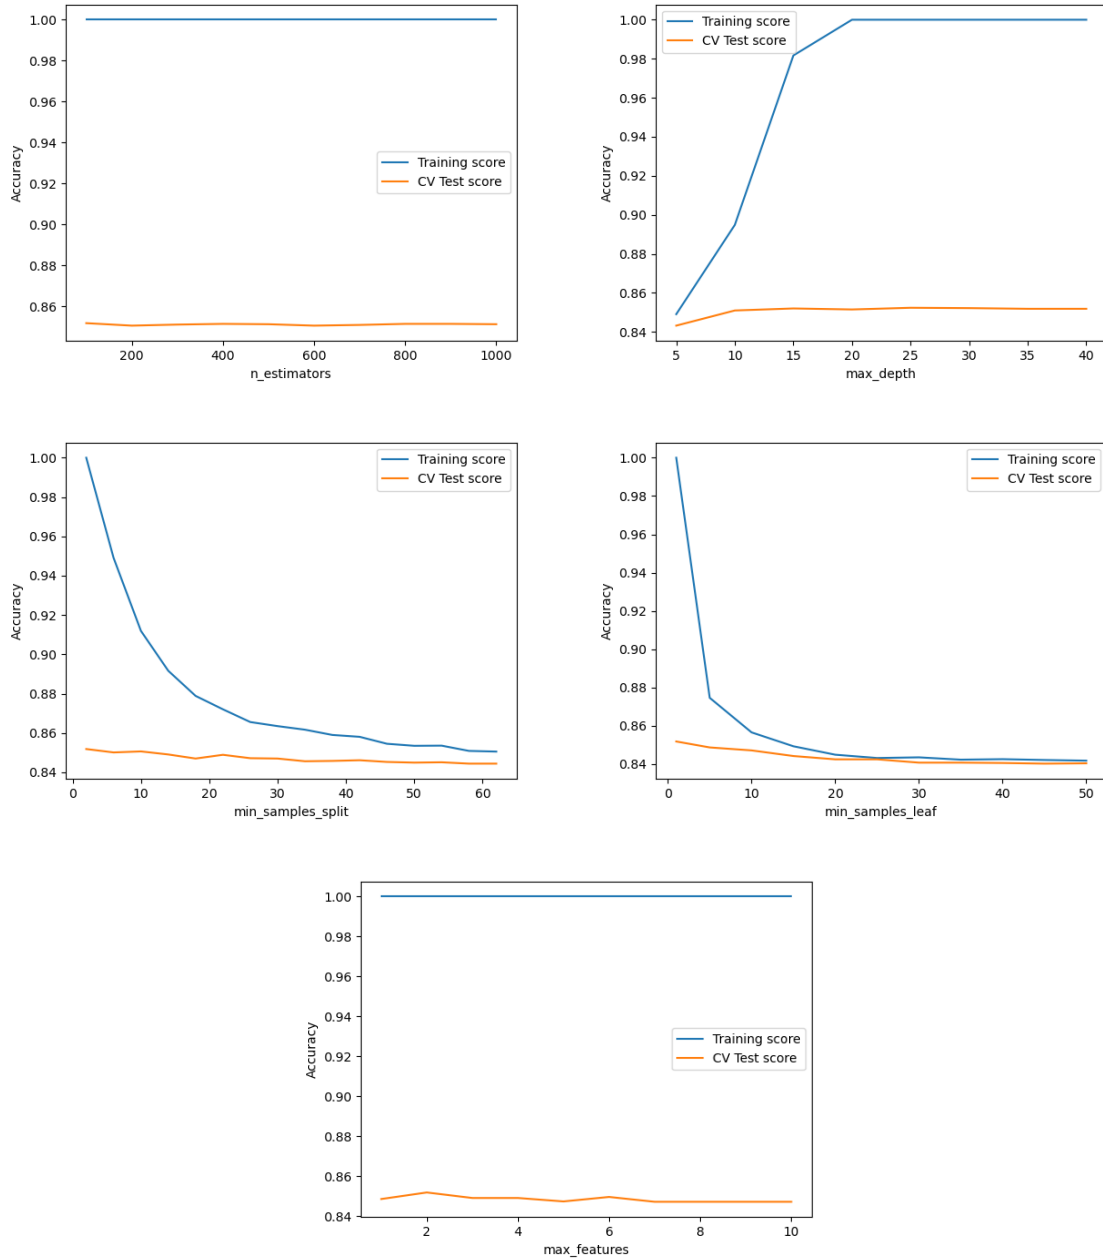 1.00
0.98
0.96
0.94
0.92
0.90
0.88
0.86
Accuracy
Training score
CV Test score
200 400 600 800 1000
n_estimators
1.00
0.98
0.96
0.94
0.92
0.90
0.88
0.86
0.84
Accuracy
Training score
CV Test score
5 10 15 20 25 30 35 40
max_depth
1.00
0.98
0.96
0.94
0.92
0.90
0.88
0.86
0.84
Accuracy
Training score
CV Test score
0 10 20 30 40 50 60
min_samples_split
1.00
0.98
0.96
0.94
0.92
0.90
0.88
0.86
0.84
Accuracy
Training score
CV Test score
0 10 20 30 40 50
min_samples_leaf
1.00
0.98
0.96
0.94
0.92
0.90
0.88
0.86
0.84
Accuracy
Training score
CV Test score
2 4 6 8 10
max_features